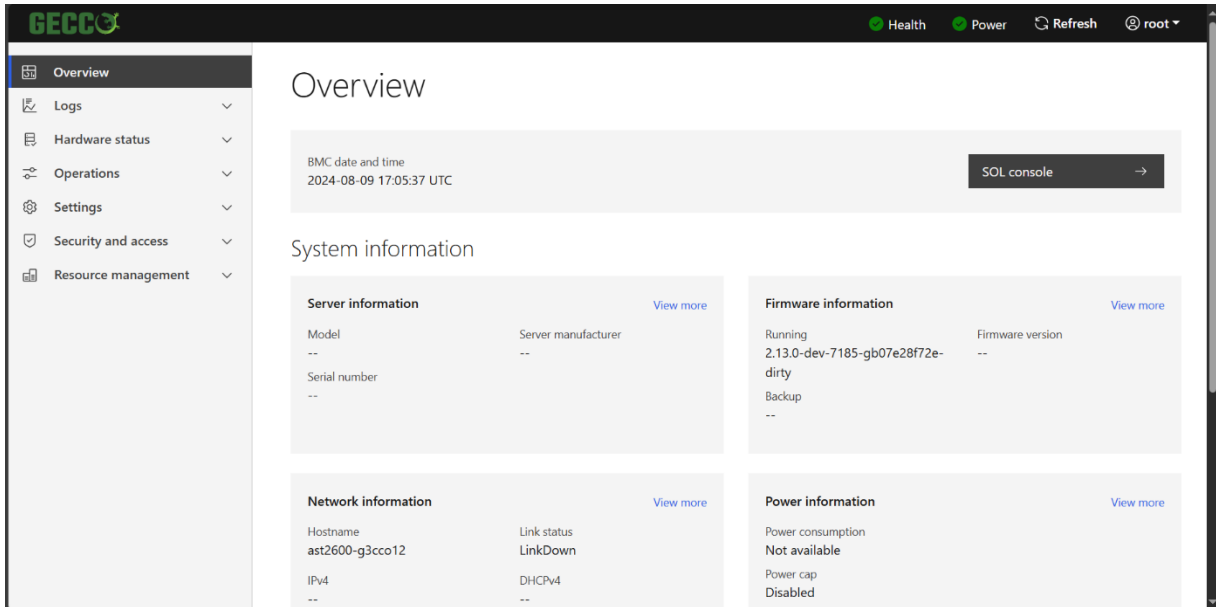 GECCO
Health
Power
Refresh
root
Overview
Logs
Hardware status
Operations
Settings
Security and access
Resource management
Overview
BMC date and time
2024-08-09 17:05:37 UTC
SOL console
System information
Server information
View more
Model
--
Server manufacturer
--
Serial number
--
Firmware information
View more
Running
2.13.0-dev-7185-gb07e28f72e-
dirty
Firmware version
--
Backup
--
Network information
View more
Hostname
ast2600-g3cco12
Link status
LinkDown
IPv4
--
DHCPv4
--
Power information
View more
Power consumption
Not available
Power cap
Disabled